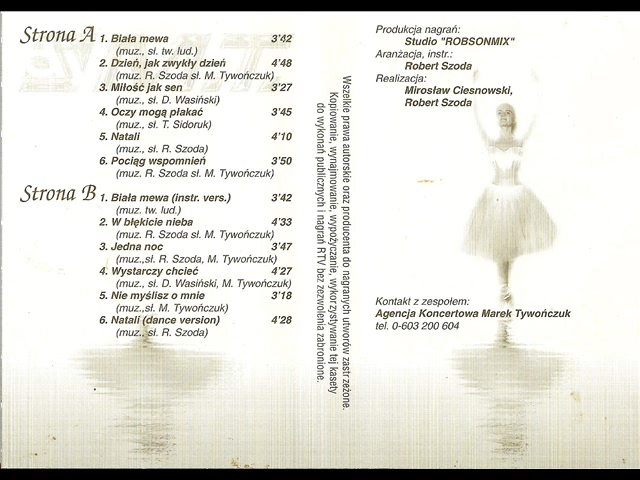 Strona A
1. Biała mewa 3'42
(muz., sł. tw. lud.)
2. Dzień, jak zwykły dzień 4'48
(muz. R. Szoda sł. M. Tywończuk)
3. Miłość jak sen 3'27
(muz., sł. D. Wasiński)
4. Oczy mogą płakać 3'45
(muz., sł. T. Sidoruk)
5. Natali 4'10
(muz., sł. R. Szoda)
6. Pociąg wspomnień 3'50
(muz. R. Szoda sł. M. Tywończuk)
Strona B
1. Biała mewa (instr. vers.) 3'42
(muz. tw. lud.)
2. W błękicie nieba 4'33
(muz. R. Szoda sł. M. Tywończuk)
3. Jedna noc 3'47
(muz.,sł. R. Szoda, M. Tywończuk)
4. Wystarczy chcieć 4'27
(muz., sł. D. Wasiński, M. Tywończuk)
5. Nie myślisz o mnie 3'18
(muz.,sł. M. Tywończuk)
6. Natali (dance version) 4'28
(muz., sł. R. Szoda)
Wszelkie prawa autorskie oraz producenta do nagranych utworów zastrzeżone.
Kopiowanie, wynajmowanie, wypożyczanie, wykorzystywanie tej kasety
do wykonań publicznych i nagrań RTV bez zezwolenia zabronione.
Produkcja nagrań:
Studio "ROBSONMIX"
Aranżacja, instr.:
Robert Szoda
Realizacja:
Mirosław Ciesnowski,
Robert Szoda
Kontakt z zespołem:
Agencja Koncertowa Marek Tywończuk
tel. 0-603 200 604